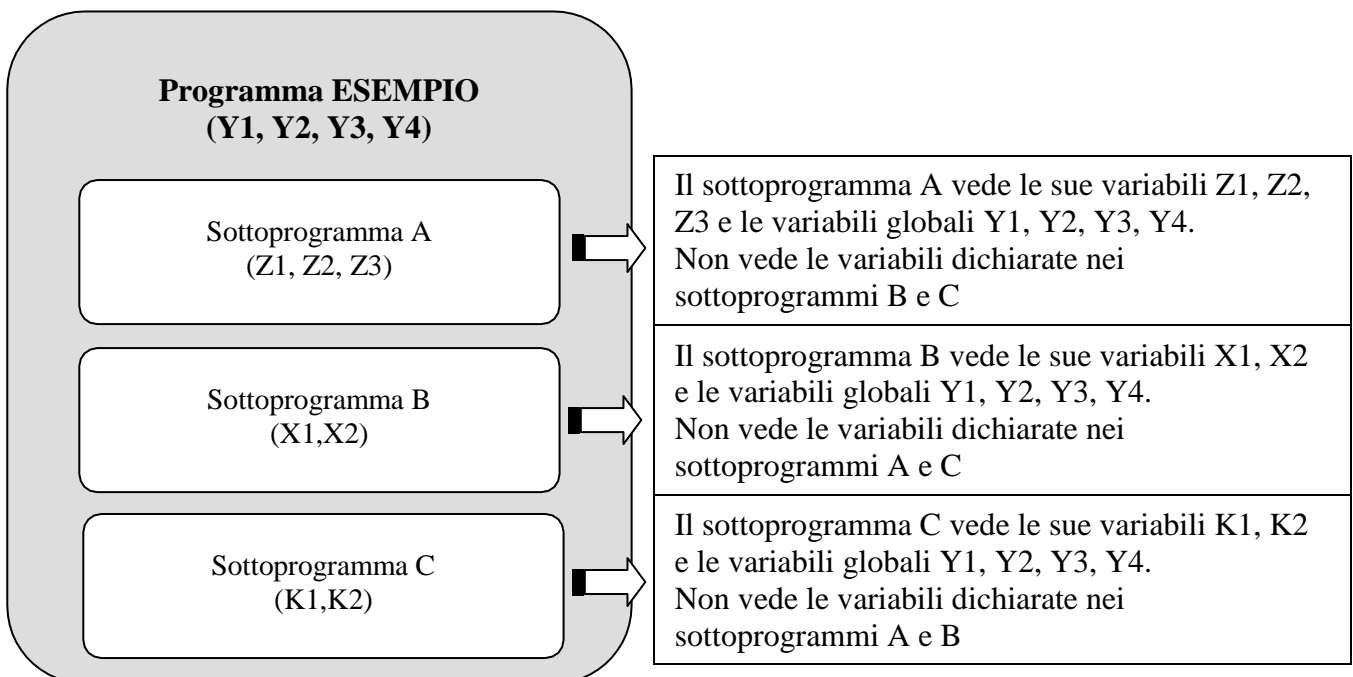 Programma ESEMPIO
(Y1, Y2, Y3, Y4)
Sottoprogramma A
(Z1, Z2, Z3)
Il sottoprogramma A vede le sue variabili Z1, Z2,
Z3 e le variabili globali Y1, Y2, Y3, Y4.
Non vede le variabili dichiarate nei
sottoprogrammi B e C
Sottoprogramma B
(X1,X2)
Il sottoprogramma B vede le sue variabili X1, X2
e le variabili globali Y1, Y2, Y3, Y4.
Non vede le variabili dichiarate nei
sottoprogrammi A e C
Sottoprogramma C
(K1,K2)
Il sottoprogramma C vede le sue variabili K1, K2
e le variabili globali Y1, Y2, Y3, Y4.
Non vede le variabili dichiarate nei
sottoprogrammi A e B